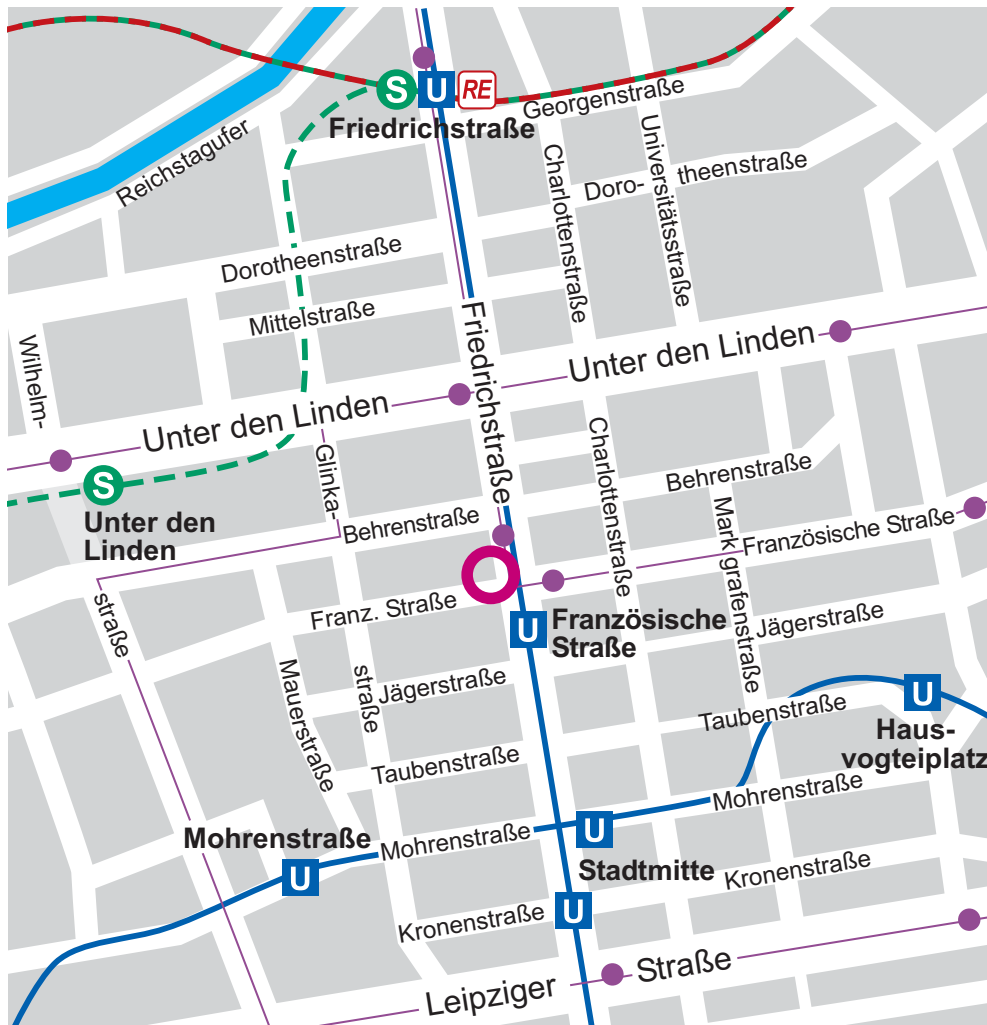 S
U
RE
Friedrichstraße
Georgenstraße
Reichstagufer
Charlottenstraße
Universitätsstraße
Doro-
theenstraße
Dorotheenstraße
Mittelstraße
Wilhelm-
Friedrichstraße
Unter den Linden
Unter den Linden
S
Unter den
Linden
Glinka-
Behrenstraße
Charlottenstraße
Behrenstraße
Markgrafenstraße
Französische Straße
straße
Franz. Straße
U
Französische
Straße
Jägerstraße
Mauerstraße
straße
Jägerstraße
Taubenstraße
U
Haus-
vogteiplatz
Taubenstraße
Mohrenstraße
Mohrenstraße
U
Mohrenstraße
U
Stadtmitte
Kronenstraße
Kronenstraße
U
Leipziger
Straße